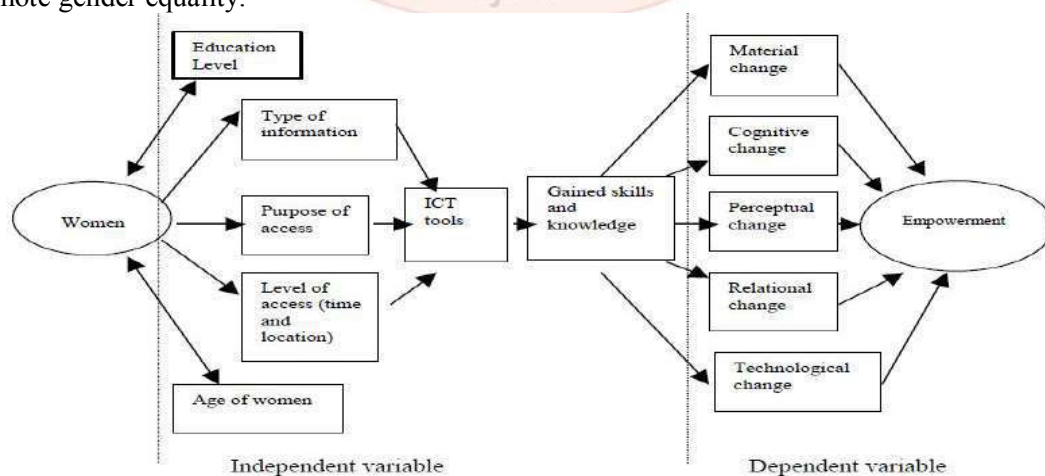 note gender equality.
Education
Level
Type of
information
Women
Purpose of
access
Level of
access (time
and
location)
Age of women
ICT
tools
Gained skills
and
knowledge
Material
change
Cognitive
change
Perceptual
change
Relational
change
Technological
change
Empowerment
Independent variable
Dependent variable